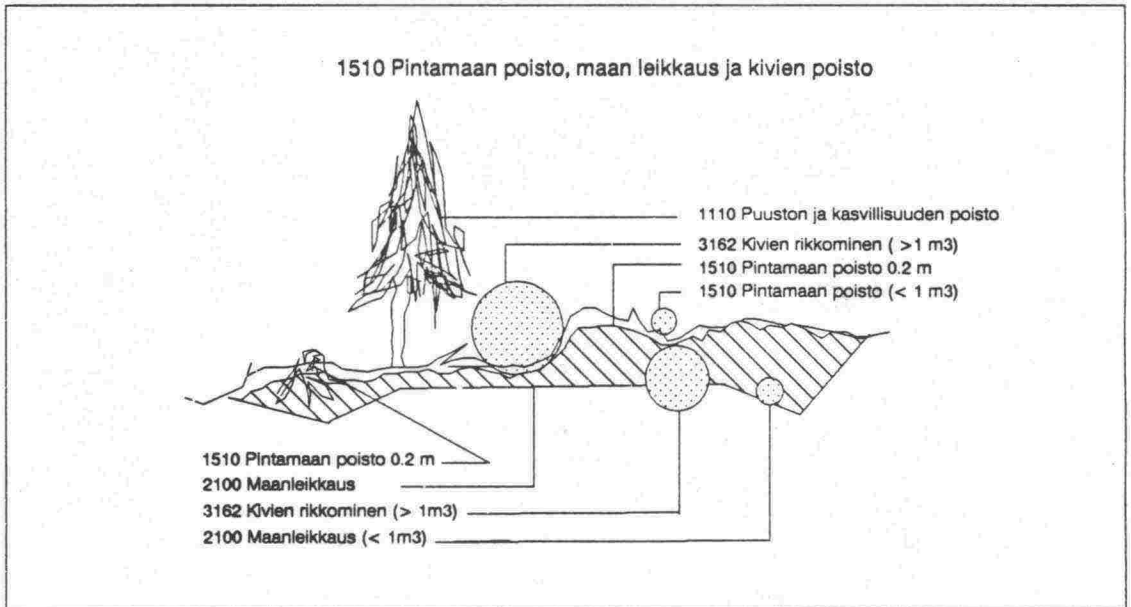 1510 Pintamaan poisto, maan leikkaus ja kivien poisto
1110 Puuston ja kasvillisuuden poisto
3162 Kivien rikkominen ( >1 m3)
1510 Pintamaan poisto 0.2 m
1510 Pintamaan poisto (< 1 m3)
1510 Pintamaan poisto 0.2 m
2100 Maanleikkaus
3162 Kivien rikkominen (> 1m3)
2100 Maanleikkaus (< 1m3)